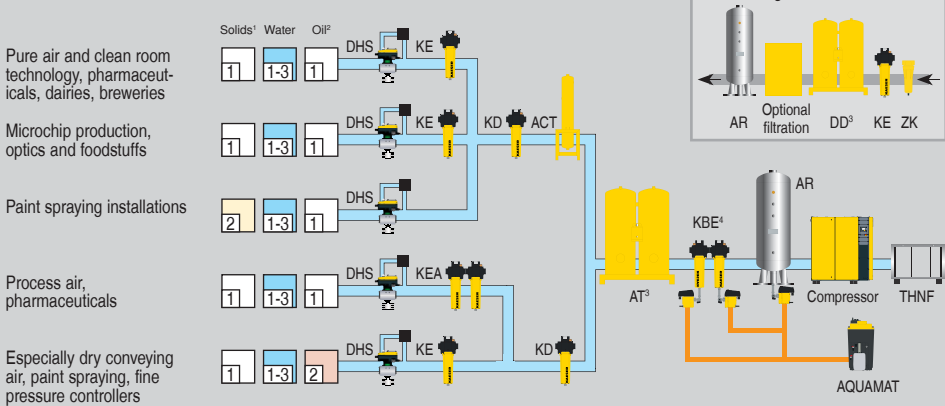 Solids¹ Water Oil²
Pure air and clean room
technology, pharmaceut-
icals, dairies, breweries
1 1-3 1
DHS KE
Microchip production,
optics and foodstuffs
1 1-3 1
DHS KE KD ACT
Paint spraying installations
2 1-3 1
DHS
Process air,
pharmaceuticals
1 1-3 1
DHS KEA
Especially dry conveying
air, paint spraying, fine
pressure controllers
1 1-3 2
DHS KE KD
AR
Optional
filtration
DD³ KE ZK
AT³
KBE⁴
AR
Compressor
THNF
AQUAMAT